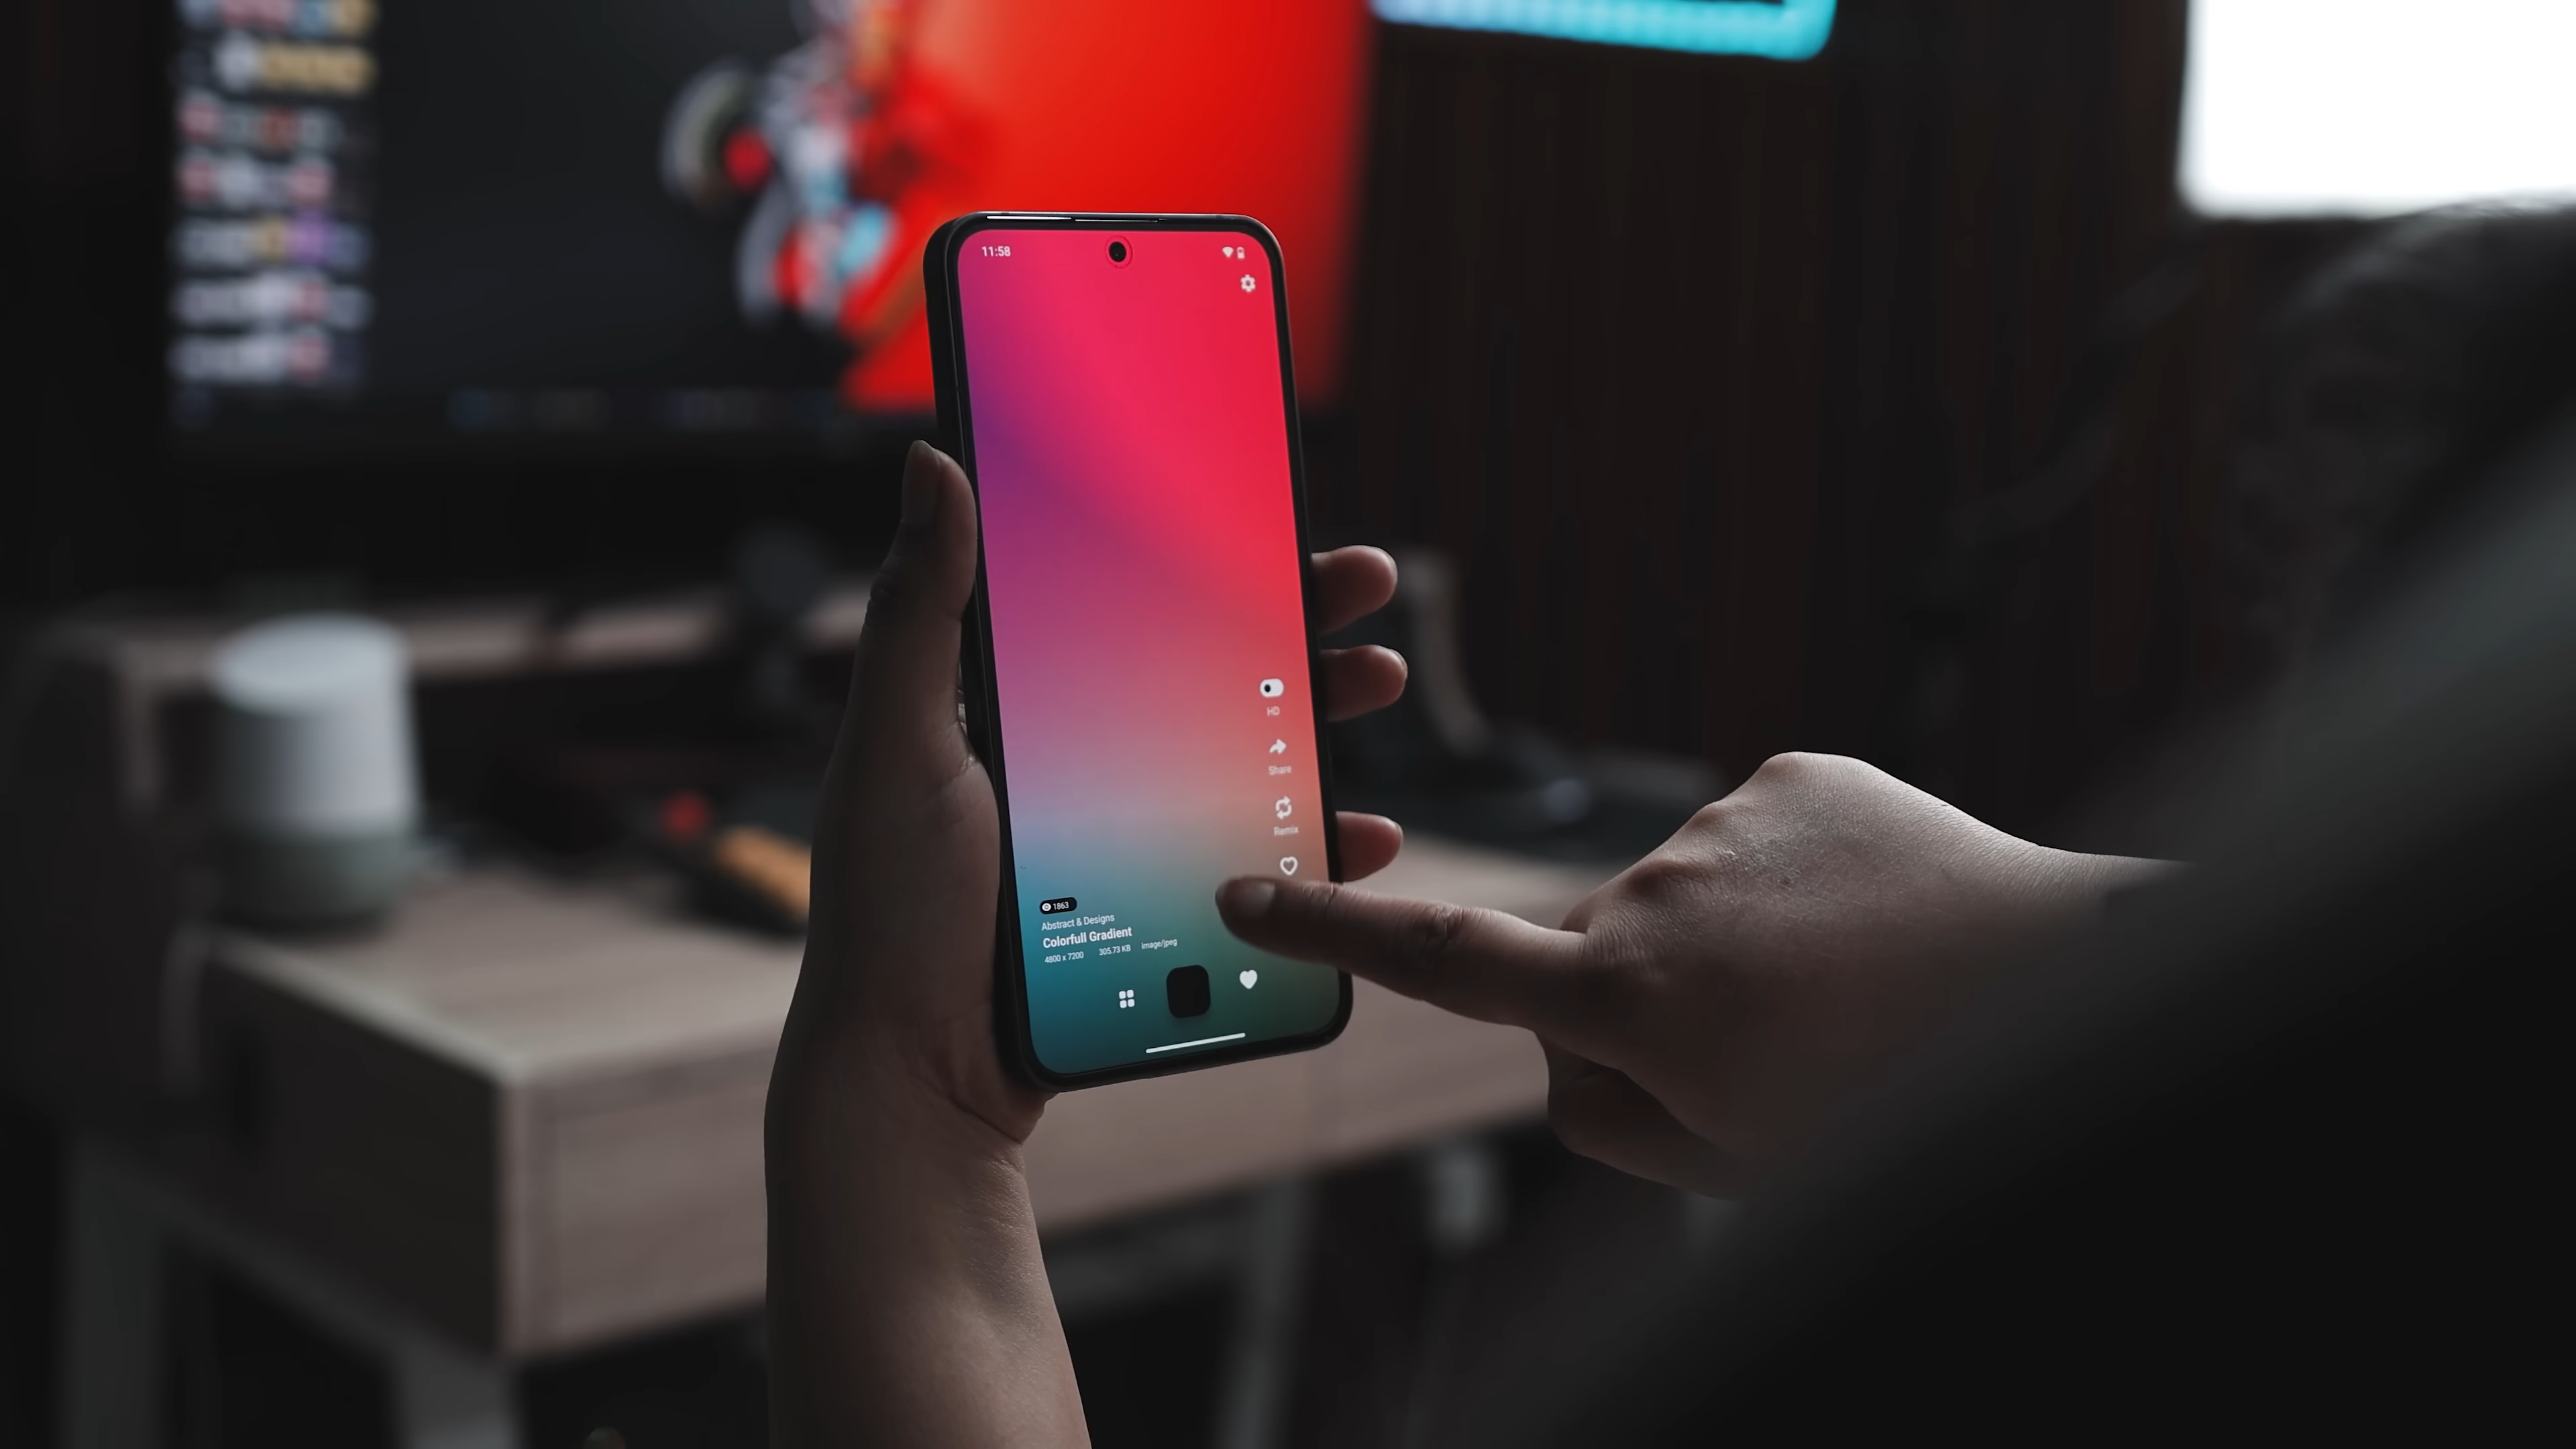 11:58
HD
Share
Remix
1863
Abstract & Designs
Colorfull Gradient
4800 x 7200 305.73 KB image/jpeg